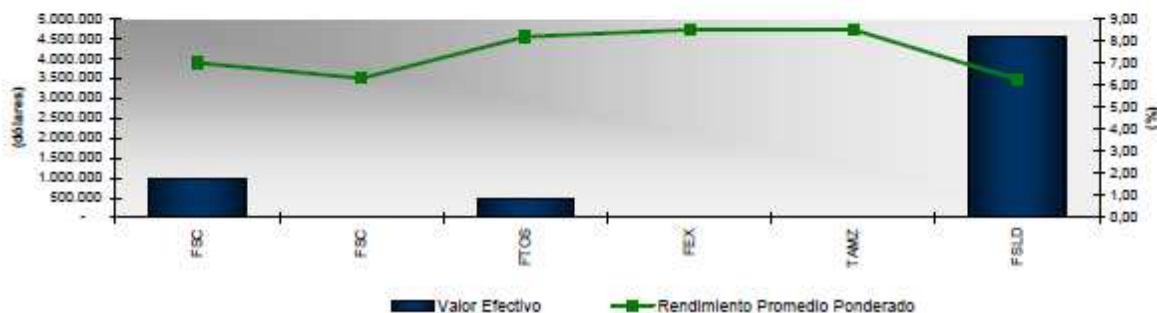 (dólares)
5.000.000
4.500.000
4.000.000
3.500.000
3.000.000
2.500.000
2.000.000
1.500.000
1.000.000
500.000
-
9,00
8,00
7,00
6,00
5,00
4,00
3,00
2,00
1,00
0,00
(%)
FSC
FSC
FTOS
FEX
TAMZ
FSLD
Valor Efectivo
Rendimiento Promedio Ponderado